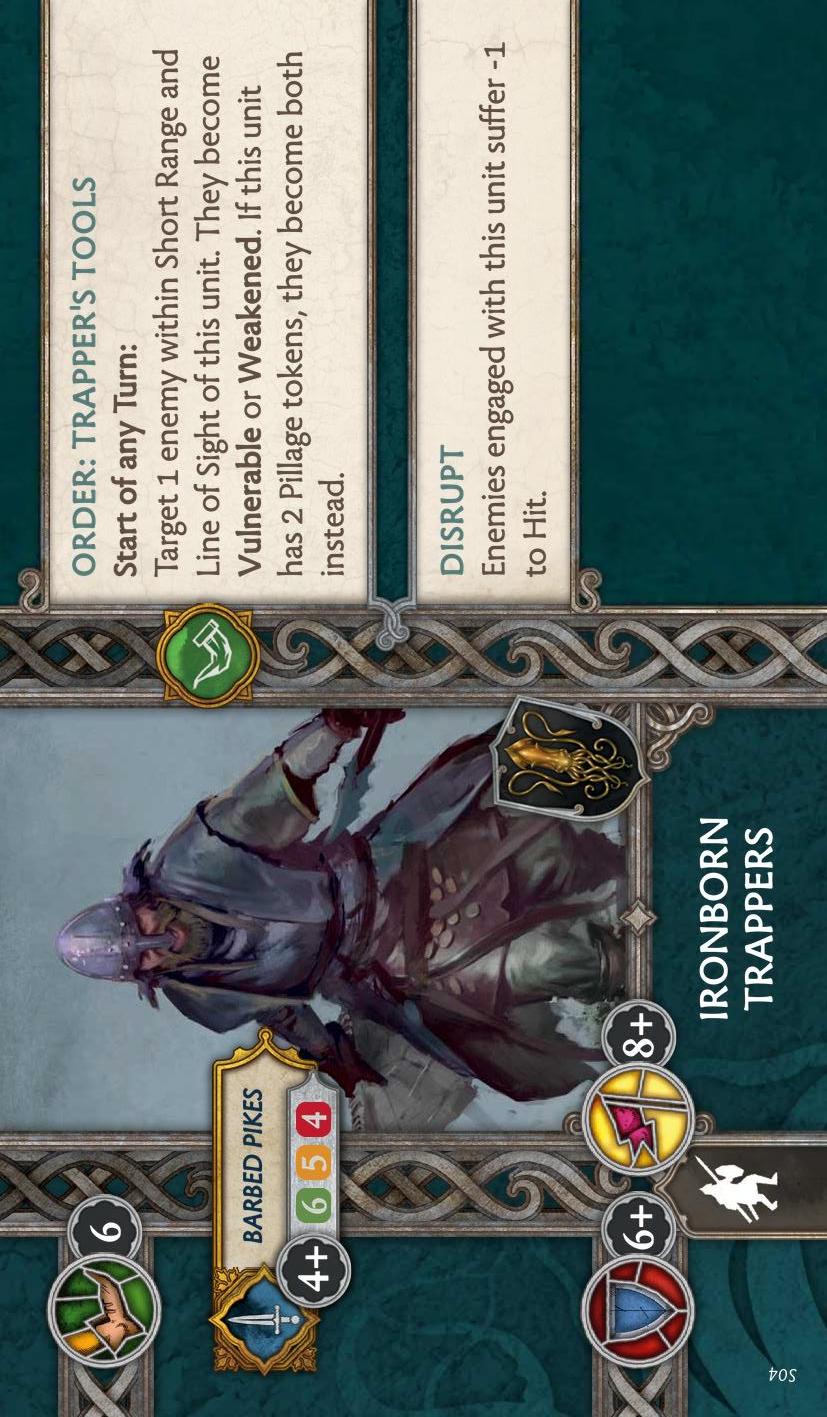 6
BARBED PIKES
4+
6 5 4
6+
8+
IRONBORN
TRAPPERS
ORDER: TRAPPER'S TOOLS
Start of any Turn:
Target 1 enemy within Short Range and
Line of Sight of this unit. They become
Vulnerable or Weakened. If this unit
has 2 Pillage tokens, they become both
instead.
DISRUPT
Enemies engaged with this unit suffer -1
to Hit.
S04